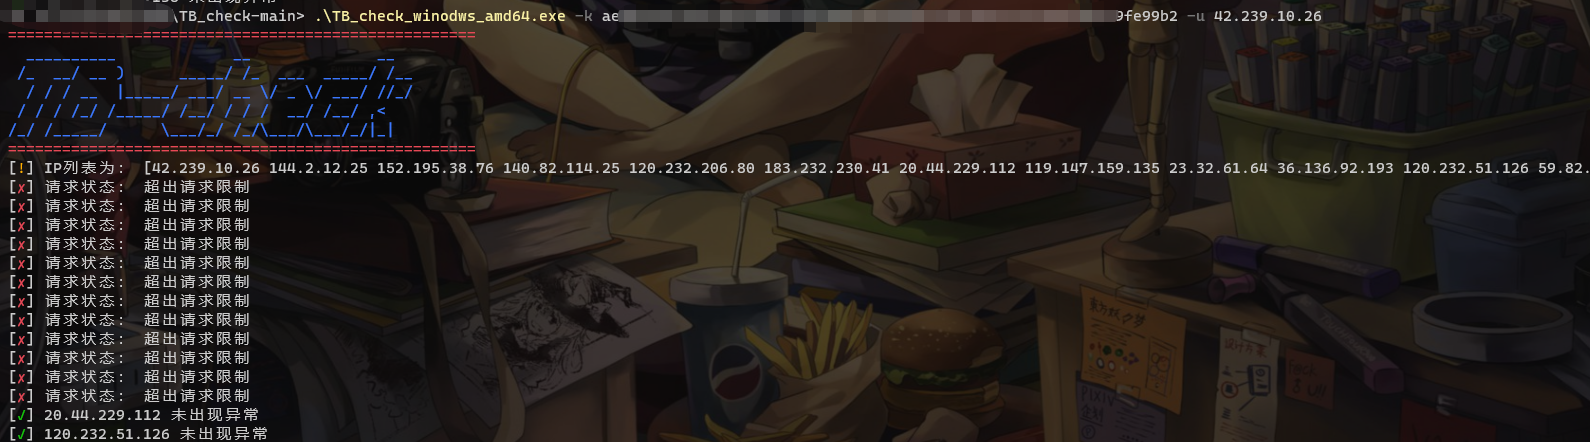 \TB_check-main> .\TB_check_winodws_amd64.exe -k ae 9fe99b2 -u 42.239.10.26
[!] IP列表为: [42.239.10.26 144.2.12.25 152.195.38.76 140.82.114.25 120.232.206.80 183.232.230.41 20.44.229.112 119.147.159.135 23.32.61.64 36.136.92.193 120.232.51.126 59.82.
[✗] 请求状态: 超出请求限制
[✗] 请求状态: 超出请求限制
[✗] 请求状态: 超出请求限制
[✗] 请求状态: 超出请求限制
[✗] 请求状态: 超出请求限制
[✗] 请求状态: 超出请求限制
[✗] 请求状态: 超出请求限制
[✗] 请求状态: 超出请求限制
[✗] 请求状态: 超出请求限制
[✗] 请求状态: 超出请求限制
[✗] 请求状态: 超出请求限制
[✗] 请求状态: 超出请求限制
[✓] 20.44.229.112 未出现异常
[✓] 120.232.51.126 未出现异常